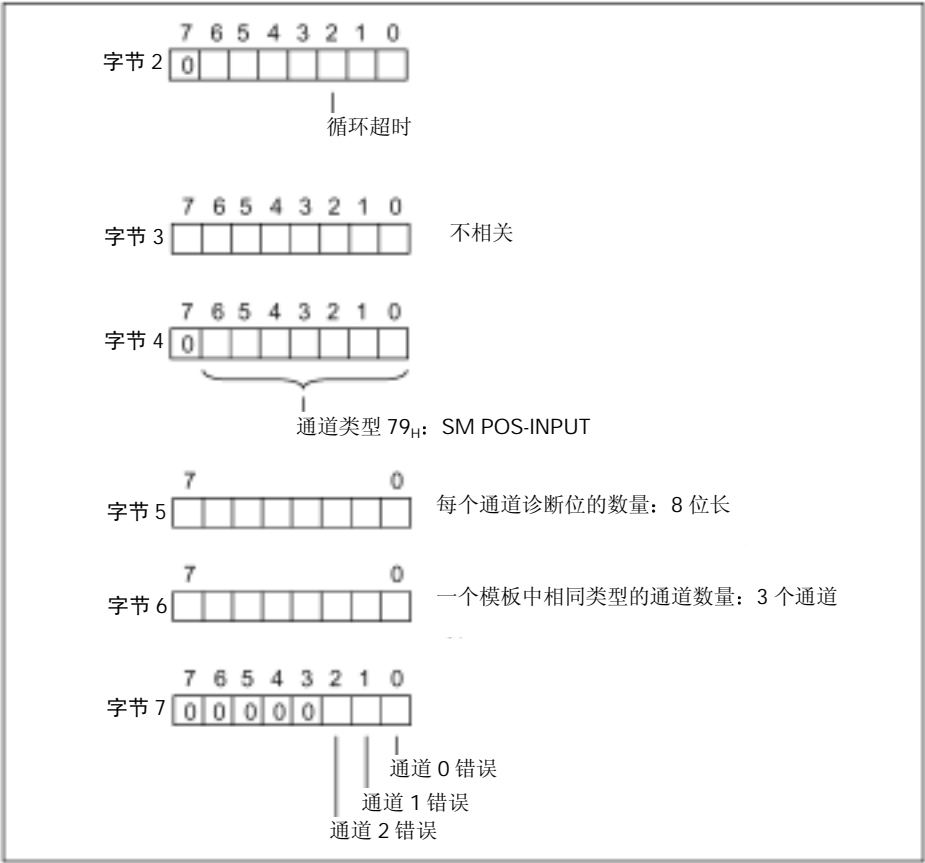 7 6 5 4 3 2 1 0
字节 2 0
循环超时
7 6 5 4 3 2 1 0
字节 3 不相关
7 6 5 4 3 2 1 0
字节 4 0
通道类型 79H：SM POS-INPUT
7 0
字节 5 每个通道诊断位的数量：8 位长
7 0
字节 6 一个模板中相同类型的通道数量：3 个通道
7 6 5 4 3 2 1 0
字节 7 0 0 0 0 0
通道 0 错误
通道 1 错误
通道 2 错误